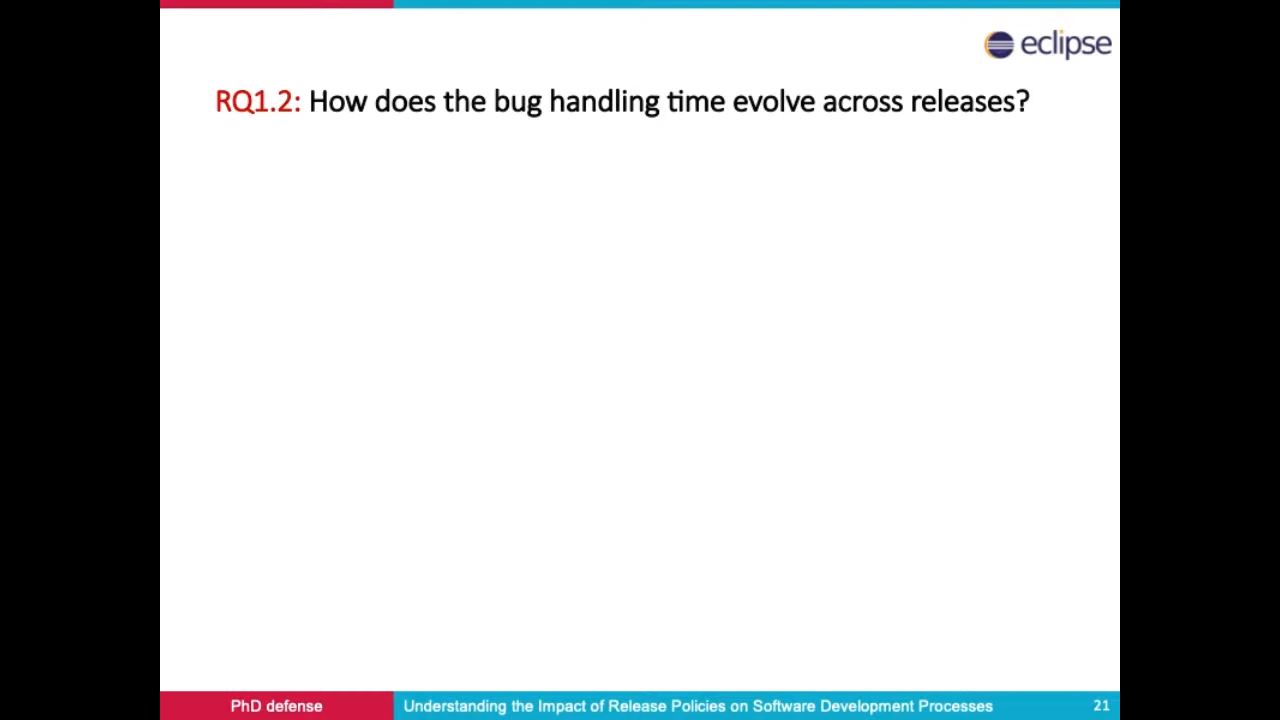 eclipse
RQ1.2: How does the bug handling time evolve across releases?
PhD defense
Understanding the Impact of Release Policies on Software Development Processes
21